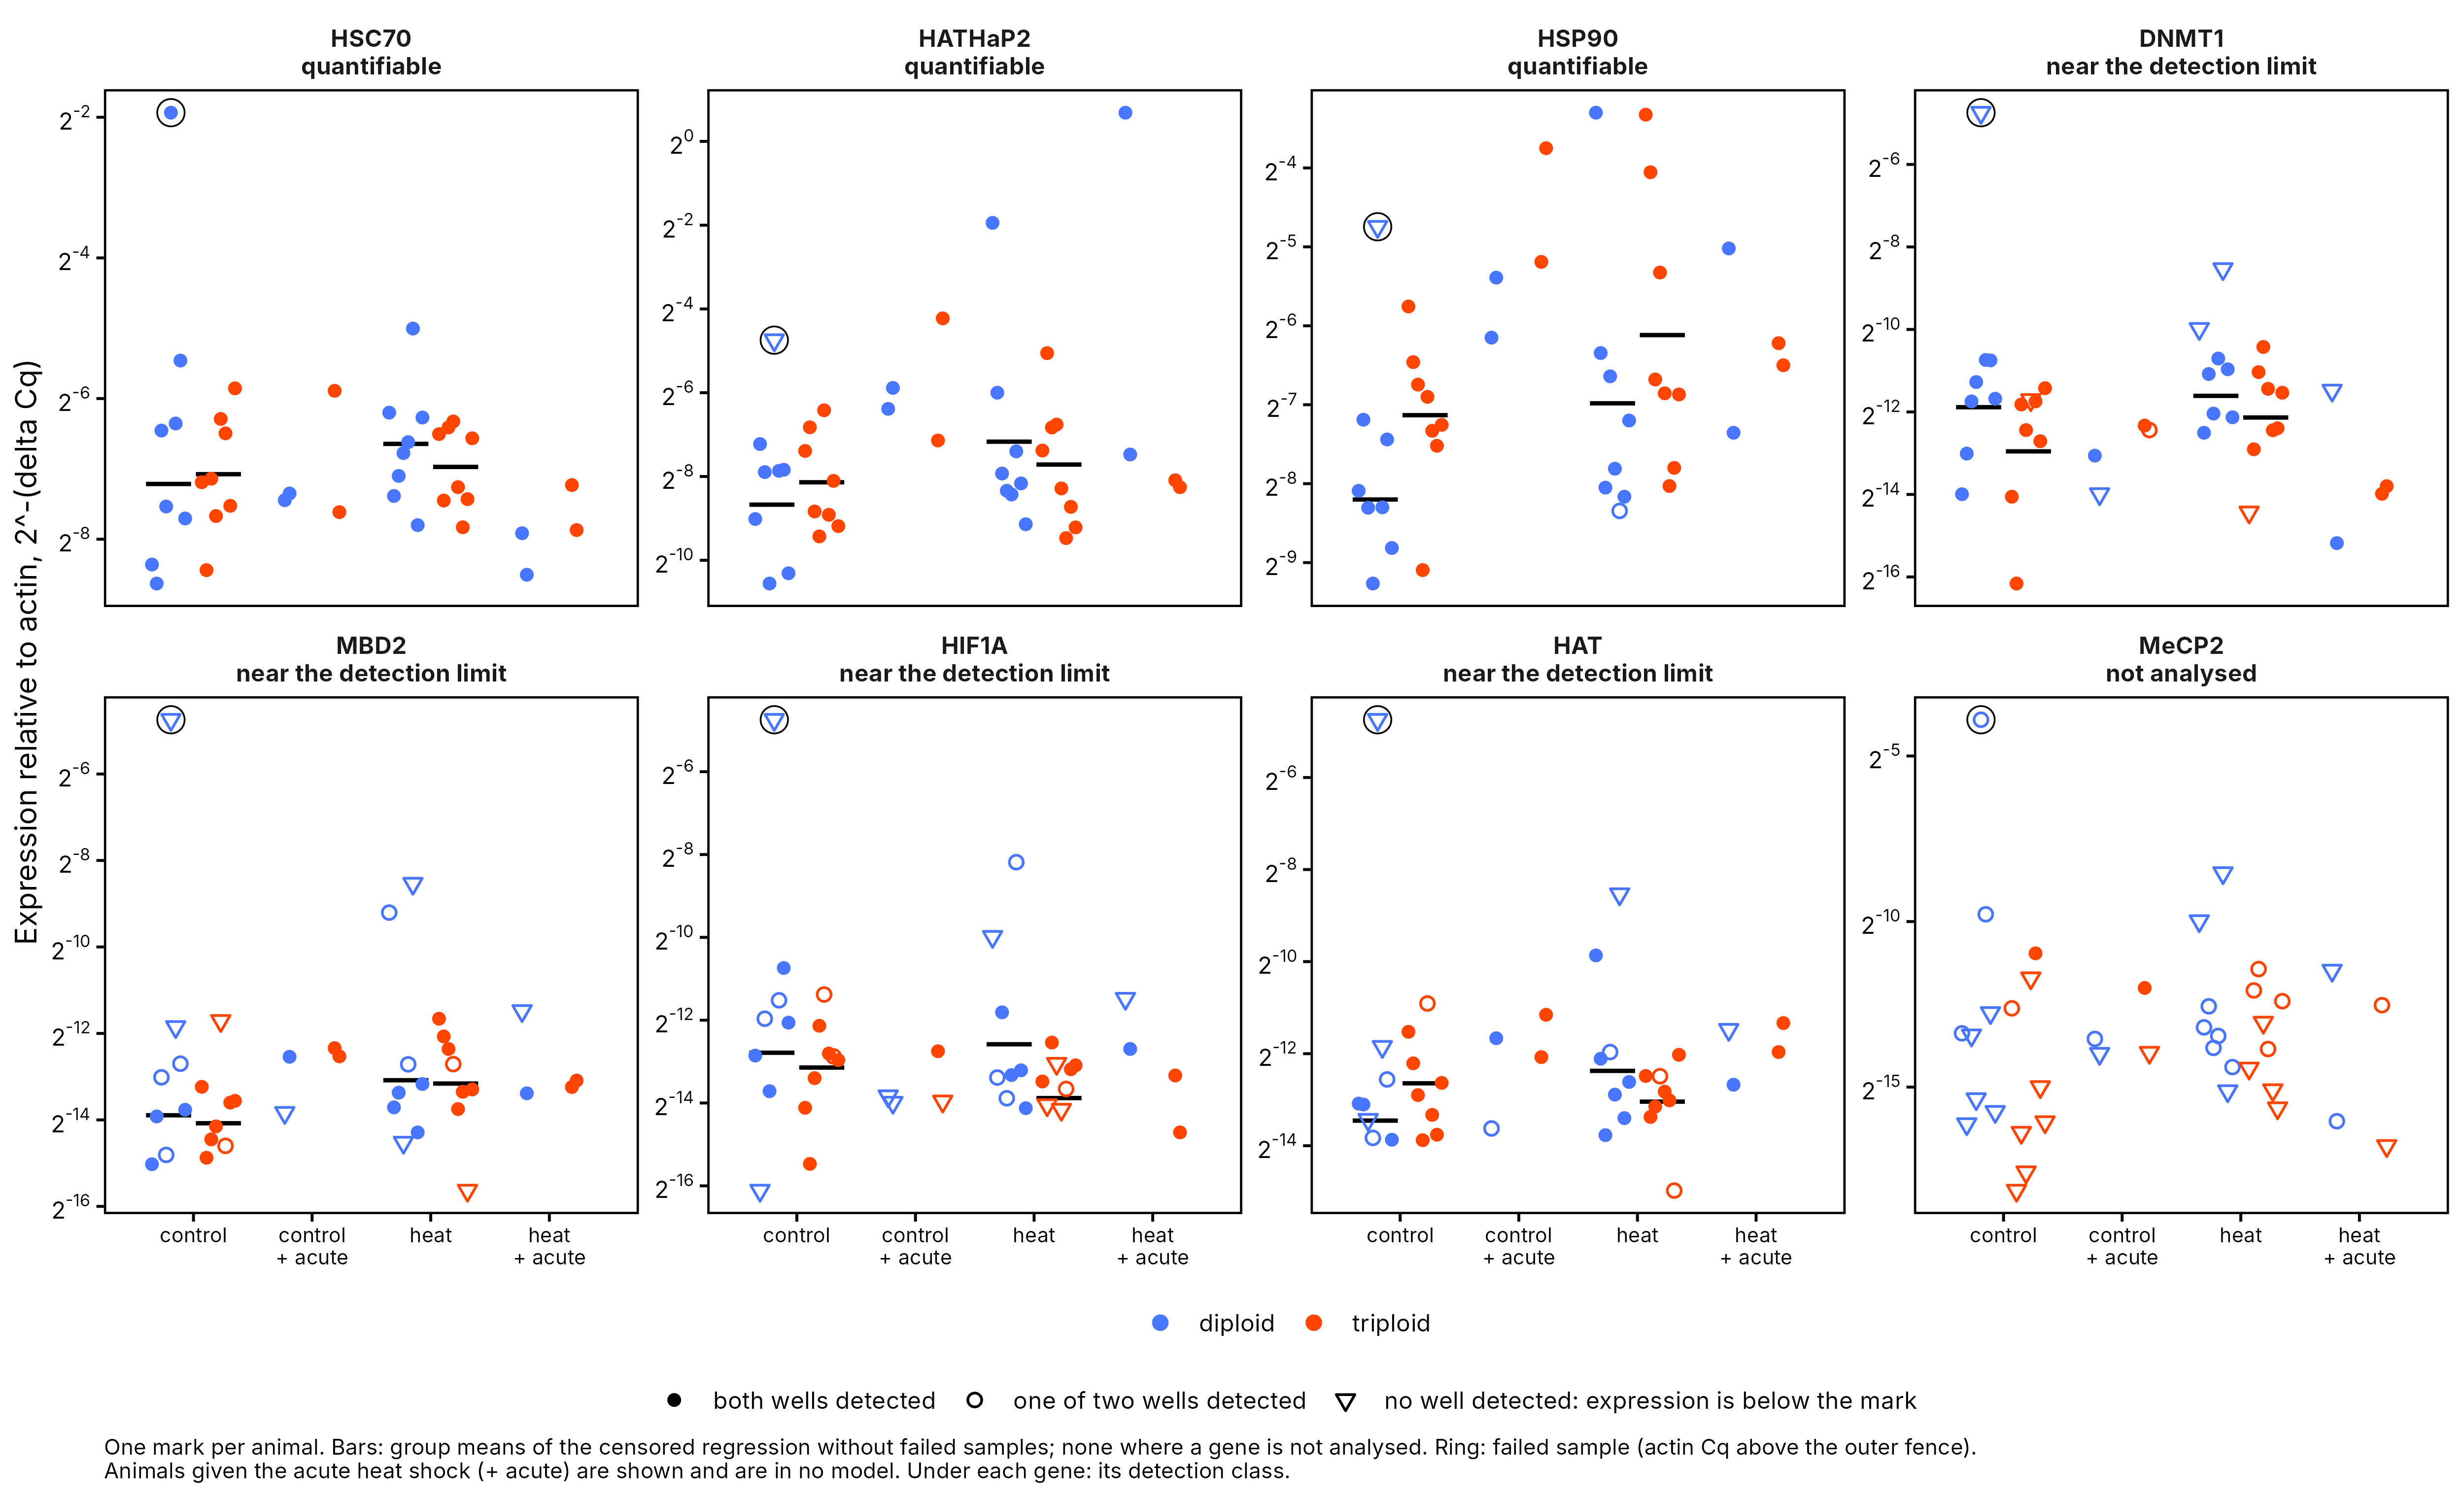 HSC70
quantifiable
HATHaP2
quantifiable
HSP90
quantifiable
DNMT1
near the detection limit
2^-2
2^-4
2^-6
2^-8
2^0
2^-2
2^-4
2^-6
2^-8
2^-10
2^-4
2^-5
2^-6
2^-7
2^-8
2^-9
2^-6
2^-8
2^-10
2^-12
2^-14
2^-16
Expression relative to actin, 2^-(delta Cq)
MBD2
near the detection limit
HIF1A
near the detection limit
HAT
near the detection limit
MeCP2
not analysed
2^-6
2^-8
2^-10
2^-12
2^-14
2^-16
2^-6
2^-8
2^-10
2^-12
2^-14
2^-16
2^-6
2^-8
2^-10
2^-12
2^-14
2^-5
2^-10
2^-15
control
control
+ acute
heat
heat
+ acute
control
control
+ acute
heat
heat
+ acute
control
control
+ acute
heat
heat
+ acute
control
control
+ acute
heat
heat
+ acute
diploid triploid
both wells detected one of two wells detected no well detected: expression is below the mark
One mark per animal. Bars: group means of the censored regression without failed samples; none where a gene is not analysed. Ring: failed sample (actin Cq above the outer fence).
Animals given the acute heat shock (+ acute) are shown and are in no model. Under each gene: its detection class.